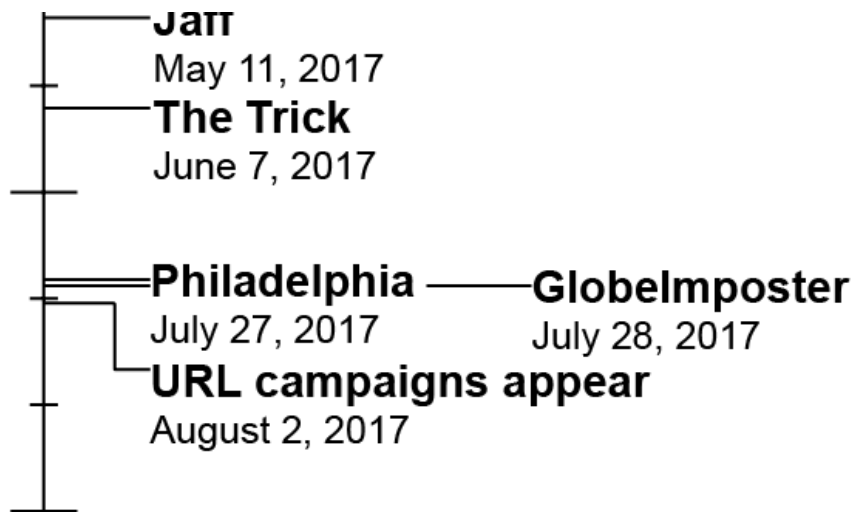 Jaff
May 11, 2017
The Trick
June 7, 2017
Philadelphia
July 27, 2017
GlobeImposter
July 28, 2017
URL campaigns appear
August 2, 2017